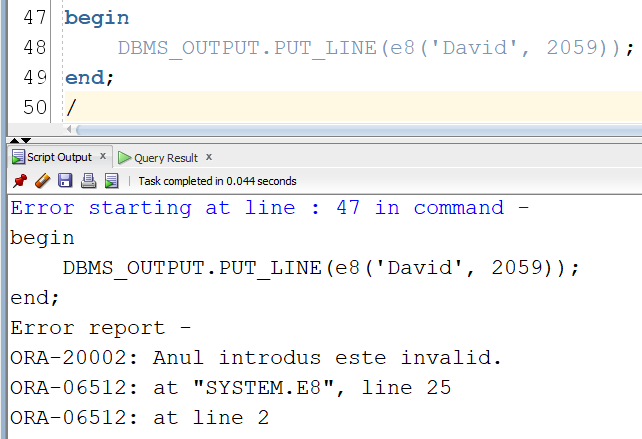 47 begin
48     DBMS_OUTPUT.PUT_LINE(e8('David', 2059));
49 end;
50 /
Script Output x Query Result x
Task completed in 0.044 seconds
Error starting at line : 47 in command -
begin
    DBMS_OUTPUT.PUT_LINE(e8('David', 2059));
end;
Error report -
ORA-20002: Anul introdus este invalid.
ORA-06512: at "SYSTEM.E8", line 25
ORA-06512: at line 2